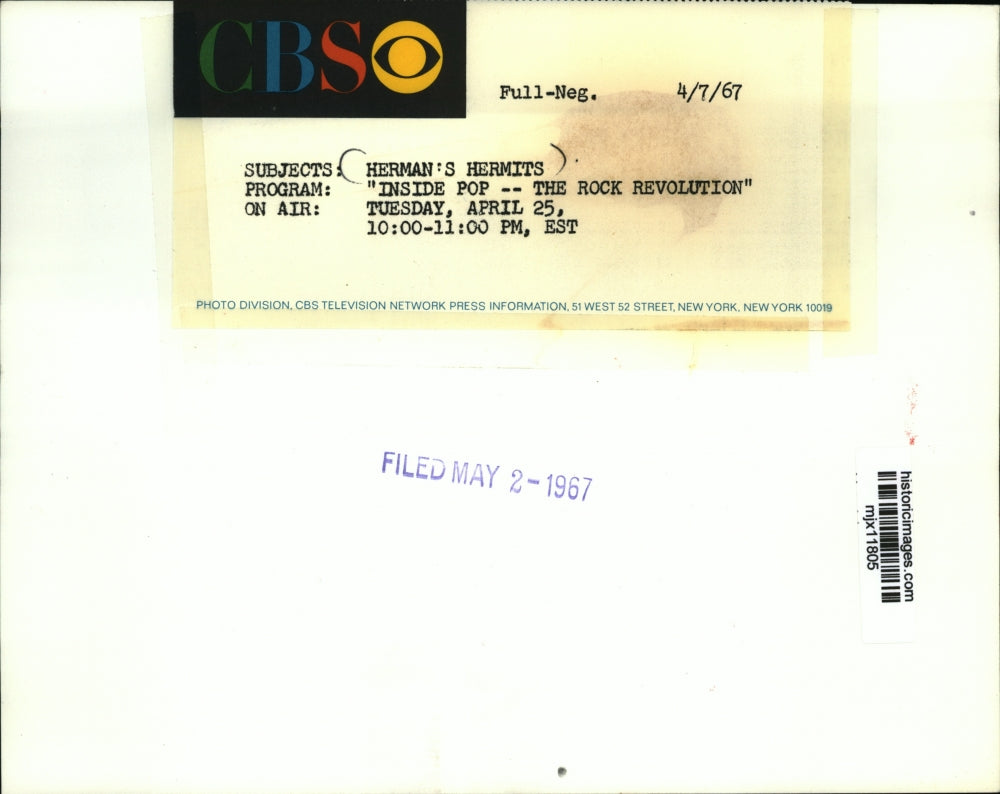 CBS
Full-Neg. 4/7/67
SUBJECTS: (HERMAN'S HERMITS).
PROGRAM: "INSIDE POP -- THE ROCK REVOLUTION"
ON AIR: TUESDAY, APRIL 25,
10:00-11:00 PM, EST
PHOTO DIVISION, CBS TELEVISION NETWORK PRESS INFORMATION, 51 WEST 52 STREET, NEW YORK, NEW YORK 10019
FILED MAY 2-1967
historicimages.com
mjx11805